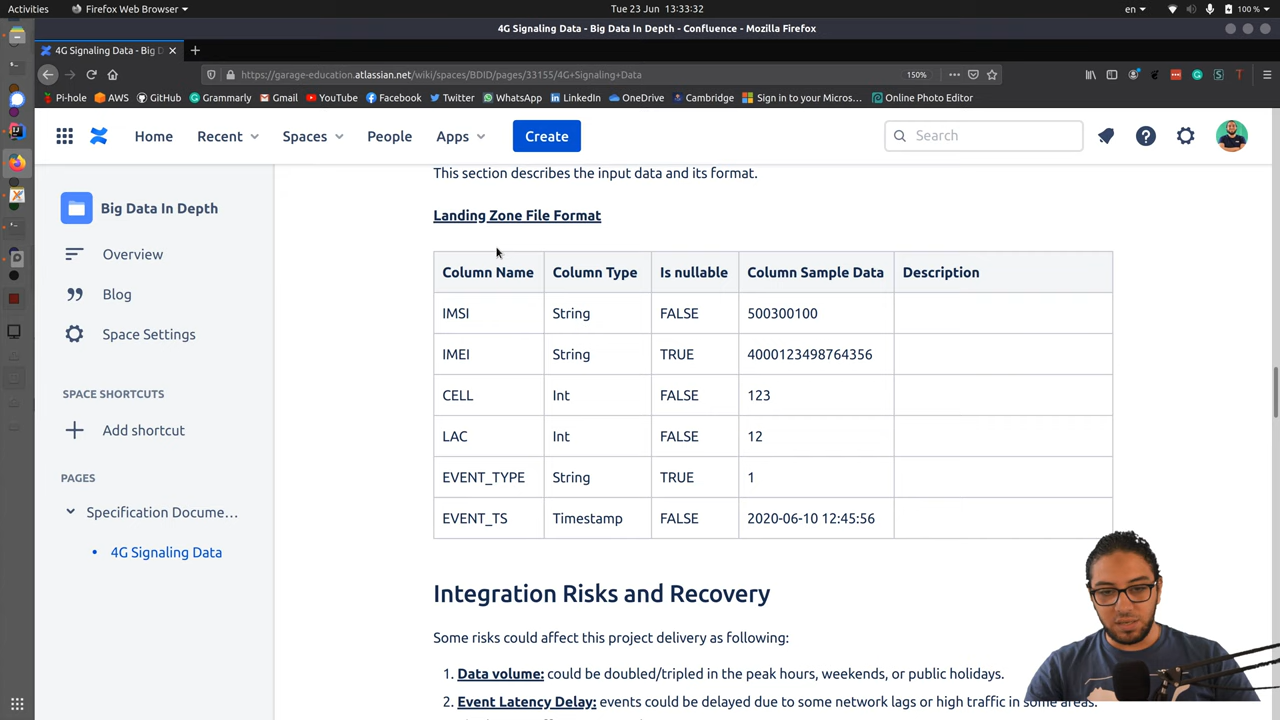 Activities
Firefox Web Browser
Tue 23 Jun 13:33:32
en
100 %
4G Signaling Data - Big Data In Depth - Confluence - Mozilla Firefox
4G Signaling Data - Big D
https://garage-education.atlassian.net/wiki/spaces/BDID/pages/33155/4G+Signaling+Data
150%
Pi-hole
AWS
GitHub
Grammarly
Gmail
YouTube
Facebook
Twitter
WhatsApp
LinkedIn
OneDrive
Cambridge
Sign in to your Micros...
Online Photo Editor
Home
Recent
Spaces
People
Apps
Create
Search
Big Data In Depth
Overview
Blog
Space Settings
SPACE SHORTCUTS
Add shortcut
PAGES
Specification Docume...
4G Signaling Data
This section describes the input data and its format.
Landing Zone File Format
Column Name Column Type Is nullable Column Sample Data Description
IMSI String FALSE 500300100
IMEI String TRUE 4000123498764356
CELL Int FALSE 123
LAC Int FALSE 12
EVENT_TYPE String TRUE 1
EVENT_TS Timestamp FALSE 2020-06-10 12:45:56
Integration Risks and Recovery
Some risks could affect this project delivery as following:
1. Data volume: could be doubled/tripled in the peak hours, weekends, or public holidays.
2. Event Latency Delay: events could be delayed due to some network lags or high traffic in some areas.